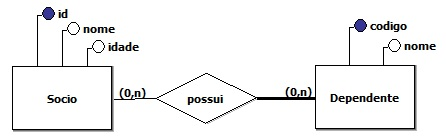 id
nome
idade
codigo
nome
Socio
(0,n)
possui
(0,n)
Dependente